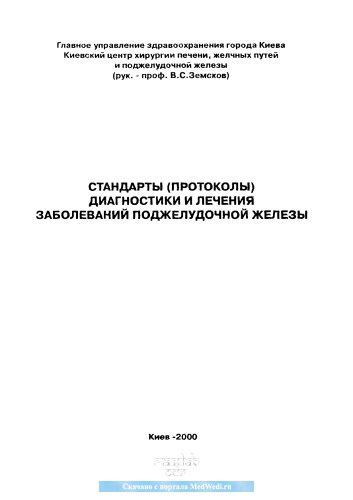 Главное управление здравоохранения города Киева
Киевский центр хирургии печени, желчных путей
и поджелудочной железы
(рук. - проф. В.С.Земсков)
СТАНДАРТЫ (ПРОТОКОЛЫ)
ДИАГНОСТИКИ И ЛЕЧЕНИЯ
ЗАБОЛЕВАНИЙ ПОДЖЕЛУДОЧНОЙ ЖЕЛЕЗЫ
Киев -2000
Скачано с портала MedWedi.ru